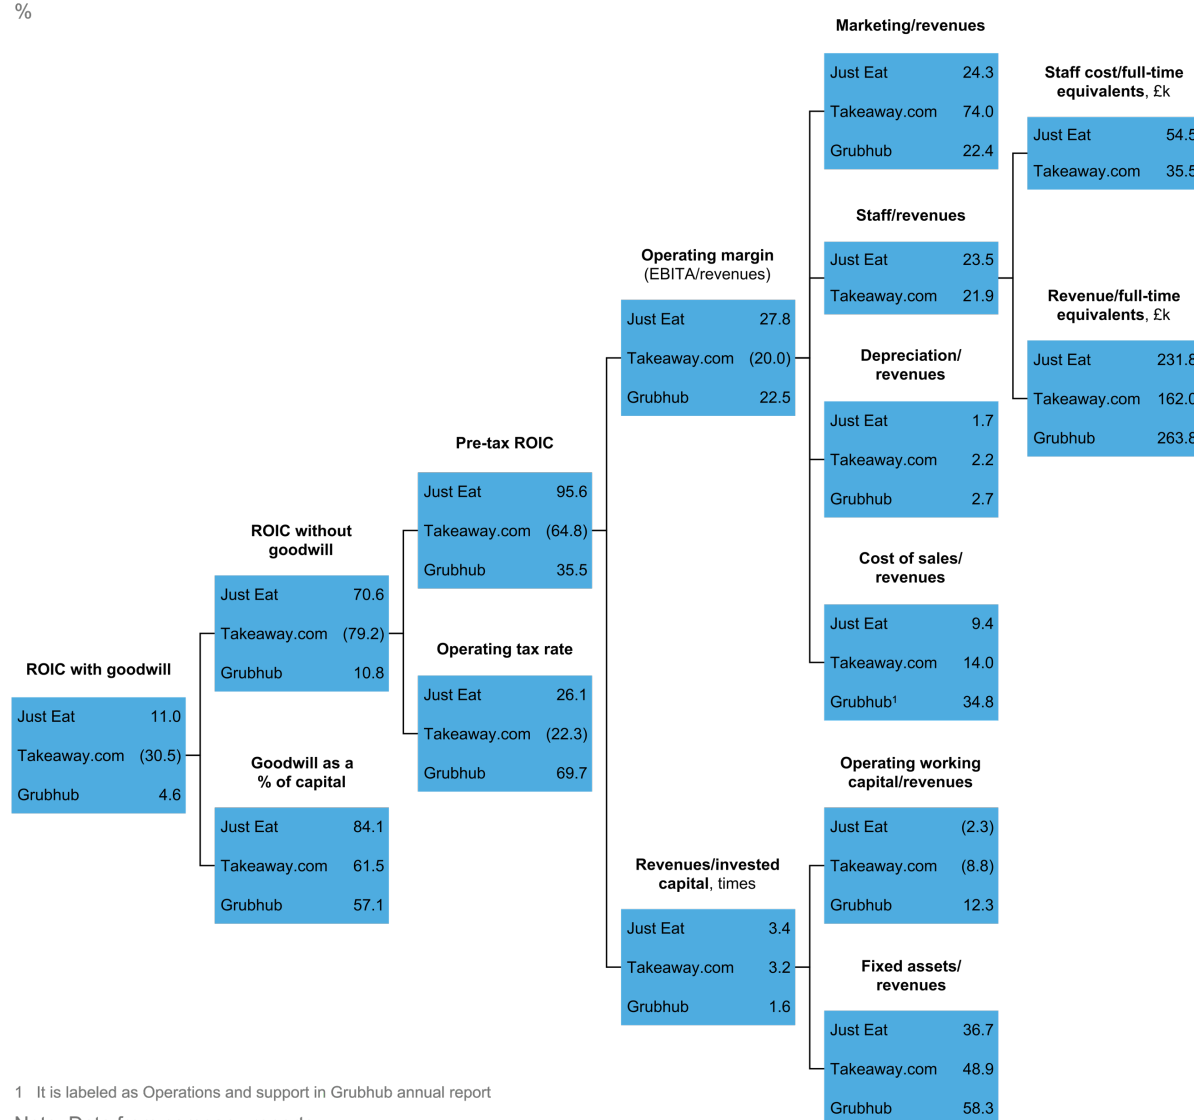 %
Marketing/revenues
Just Eat 24.3
Takeaway.com 74.0
Grubhub 22.4
Staff cost/full-time
equivalents, £k
Just Eat 54.5
Takeaway.com 35.5
Staff/revenues
Just Eat 23.5
Takeaway.com 21.9
Revenue/full-time
equivalents, £k
Just Eat 231.8
Takeaway.com 162.0
Grubhub 263.8
Operating margin
(EBITA/revenues)
Just Eat 27.8
Takeaway.com (20.0)
Grubhub 22.5
Depreciation/
revenues
Just Eat 1.7
Takeaway.com 2.2
Grubhub 2.7
Pre-tax ROIC
Just Eat 95.6
Takeaway.com (64.8)
Grubhub 35.5
ROIC without
goodwill
Just Eat 70.6
Takeaway.com (79.2)
Grubhub 10.8
Cost of sales/
revenues
Just Eat 9.4
Takeaway.com 14.0
Grubhub¹ 34.8
Operating tax rate
Just Eat 26.1
Takeaway.com (22.3)
Grubhub 69.7
ROIC with goodwill
Just Eat 11.0
Takeaway.com (30.5)
Grubhub 4.6
Goodwill as a
% of capital
Just Eat 84.1
Takeaway.com 61.5
Grubhub 57.1
Operating working
capital/revenues
Just Eat (2.3)
Takeaway.com (8.8)
Grubhub 12.3
Revenues/invested
capital, times
Just Eat 3.4
Takeaway.com 3.2
Grubhub 1.6
Fixed assets/
revenues
Just Eat 36.7
Takeaway.com 48.9
Grubhub 58.3
1 It is labeled as Operations and support in Grubhub annual report